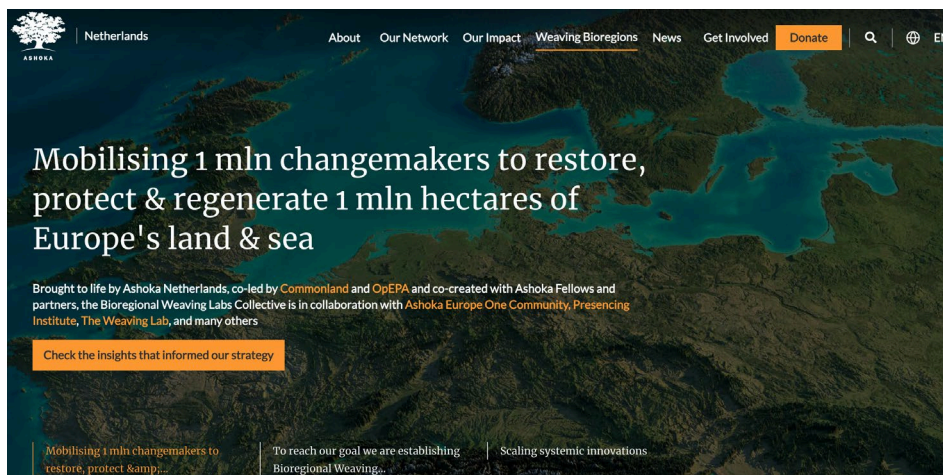 Netherlands
About Our Network Our Impact Weaving Bioregions News Get Involved Donate
ASHOKA
Mobilising 1 mln changemakers to restore,
protect & regenerate 1 mln hectares of
Europe's land & sea
Brought to life by Ashoka Netherlands, co-led by Commonland and OpEPA and co-created with Ashoka Fellows and
partners, the Bioregional Weaving Labs Collective is in collaboration with Ashoka Europe One Community, Presencing
Institute, The Weaving Lab, and many others
Check the insights that informed our strategy
Mobilising 1 mln changemakers to
restore, protect &amp;...
To reach our goal we are establishing
Bioregional Weaving...
Scaling systemic innovations